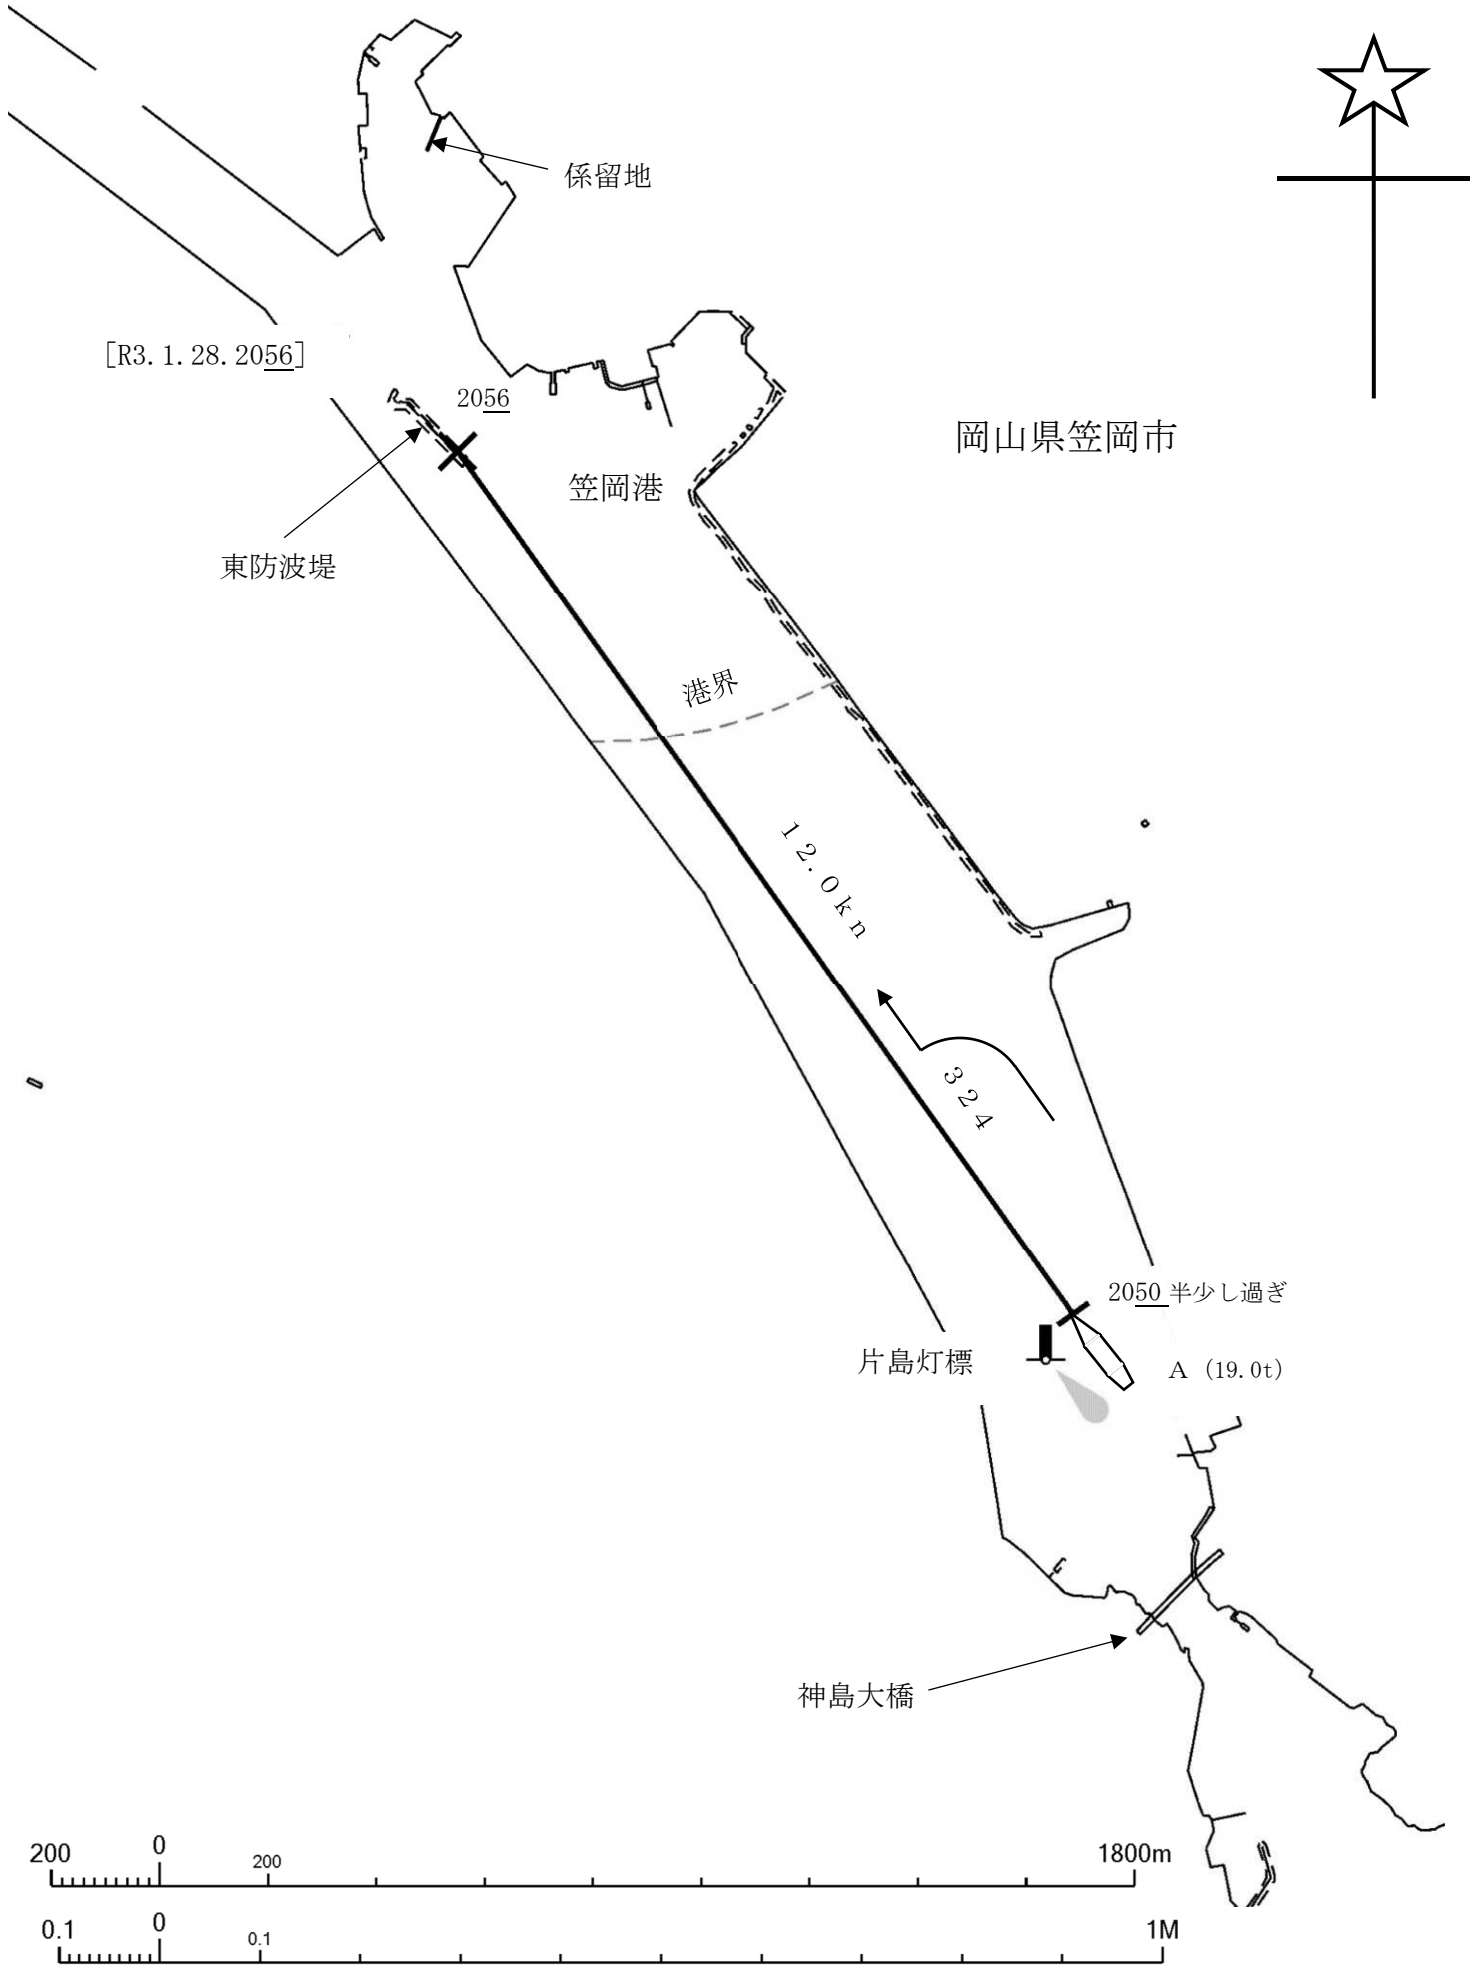 係留地
[R3.1.28.2056]
2056
岡山県笠岡市
笠岡港
東防波堤
港界
12.0kn
324
2050半少し過ぎ
片島灯標
A (19.0t)
神島大橋
200 0 200 1800m
0.1 0 0.1 1M